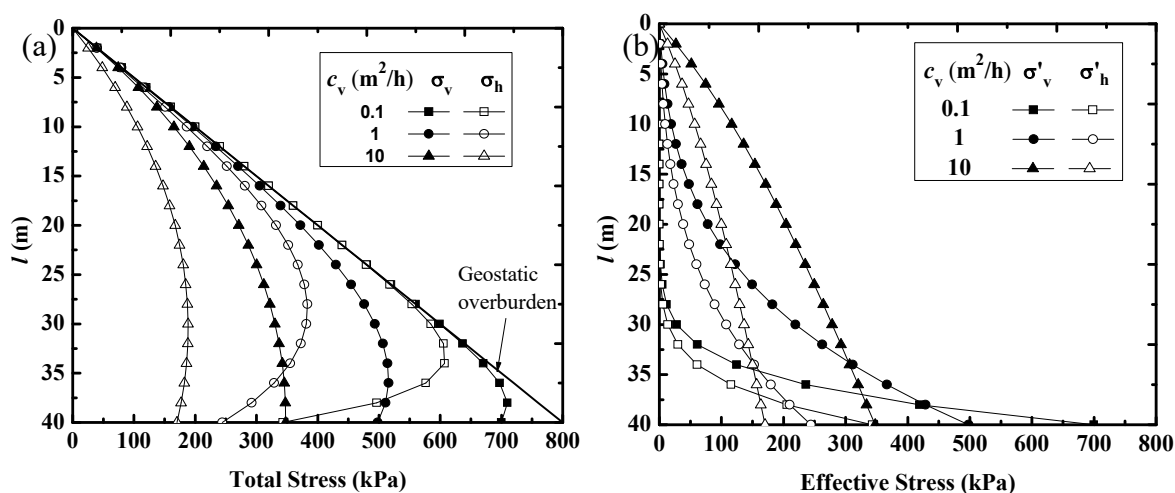 (a)
c_v (m²/h) σ_v σ_h
0.1
1
10
Geostatic
overburden
0
5
10
15
20
25
30
35
40
l (m)
0 100 200 300 400 500 600 700 800
Total Stress (kPa)
(b)
c_v (m²/h) σ'_v σ'_h
0.1
1
10
0
5
10
15
20
25
30
35
40
l (m)
0 100 200 300 400 500 600 700 800
Effective Stress (kPa)